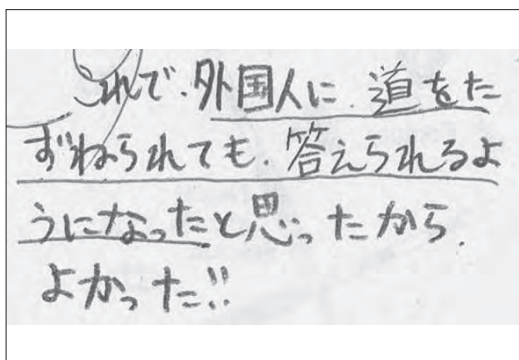 これで、外国人に、道をた
ずねられても、答えられるよ
うになったと思ったから、
よかった!!